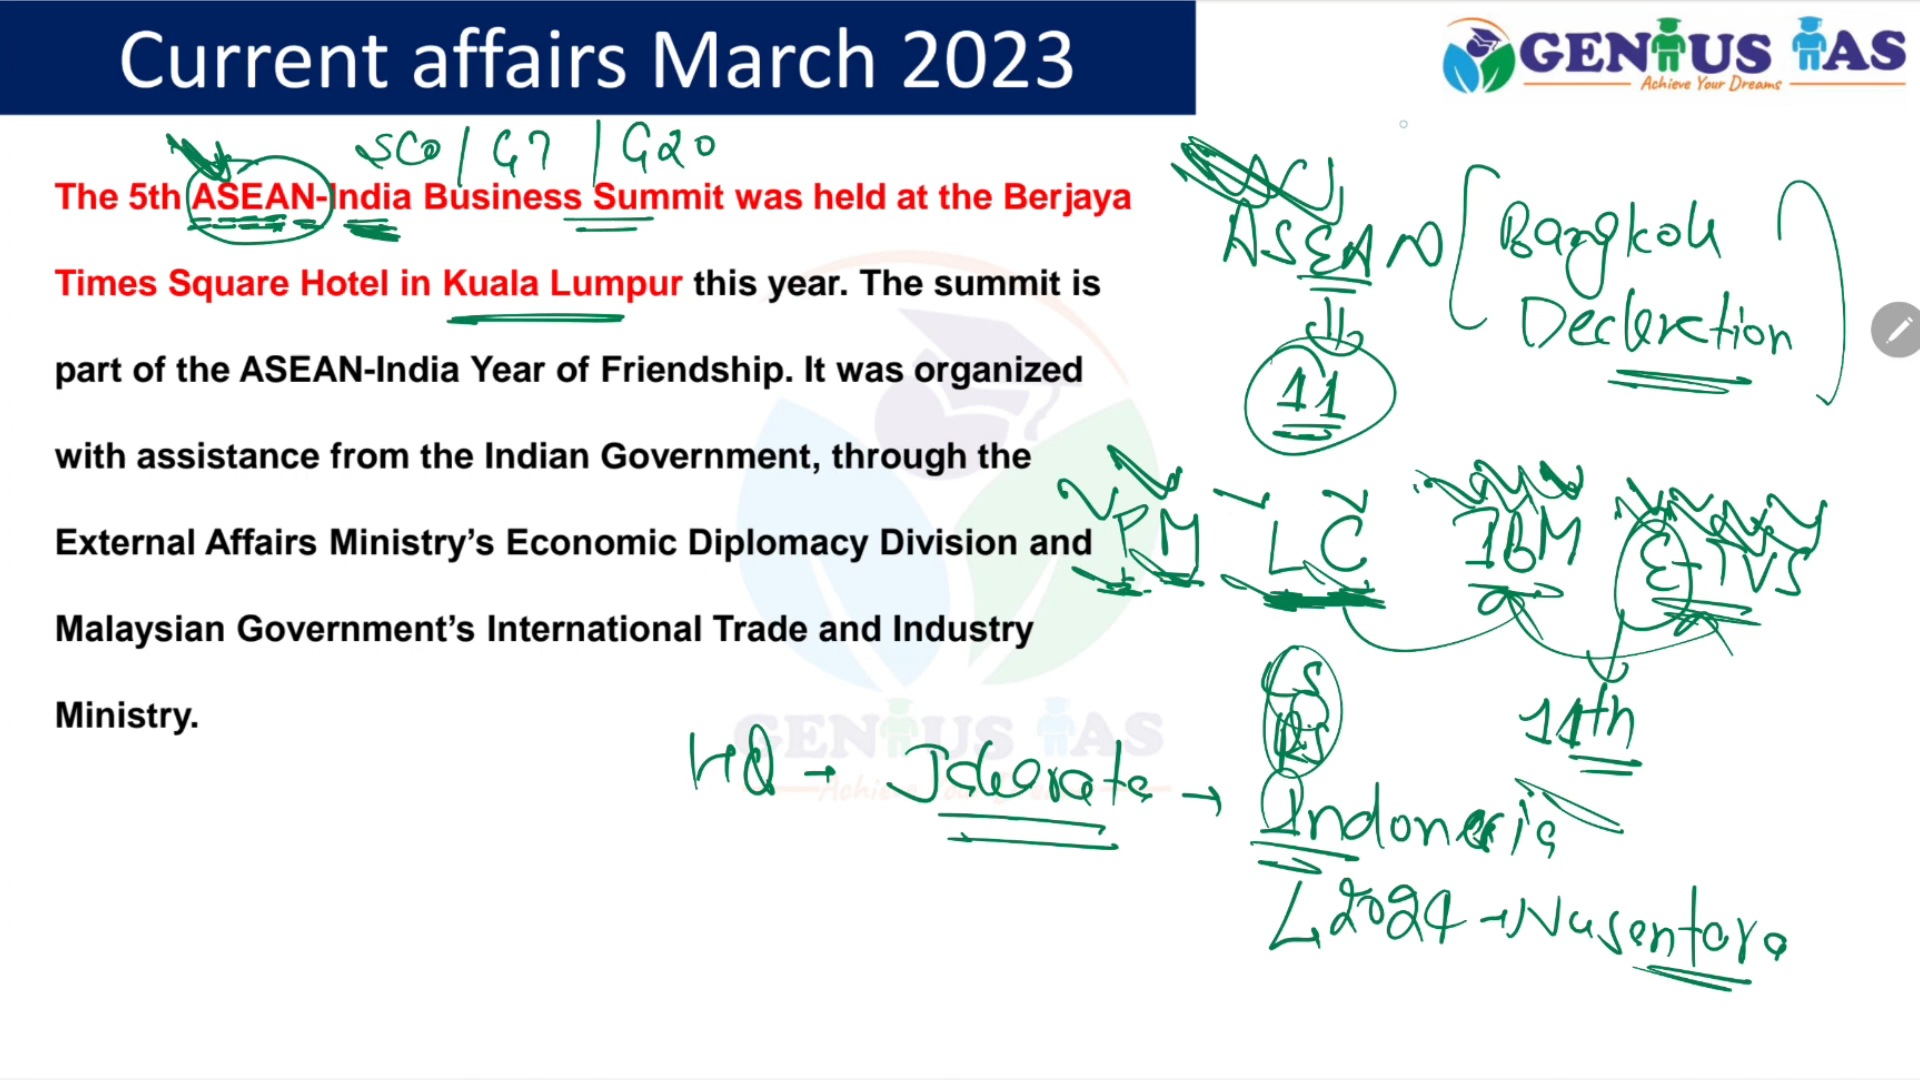 Current affairs March 2023
GENIUS IAS
Achieve Your Dreams
SCO / G7 / G20
The 5th ASEAN-India Business Summit was held at the Berjaya
Times Square Hotel in Kuala Lumpur this year. The summit is
part of the ASEAN-India Year of Friendship. It was organized
with assistance from the Indian Government, through the
External Affairs Ministry's Economic Diplomacy Division and
Malaysian Government's International Trade and Industry
Ministry.
ASEAN
Bangkok
Declaration
11
PM LC IBM
11th
HQ → Jakarta → Indonesia
2024 → Nusantara
GENIUS IAS